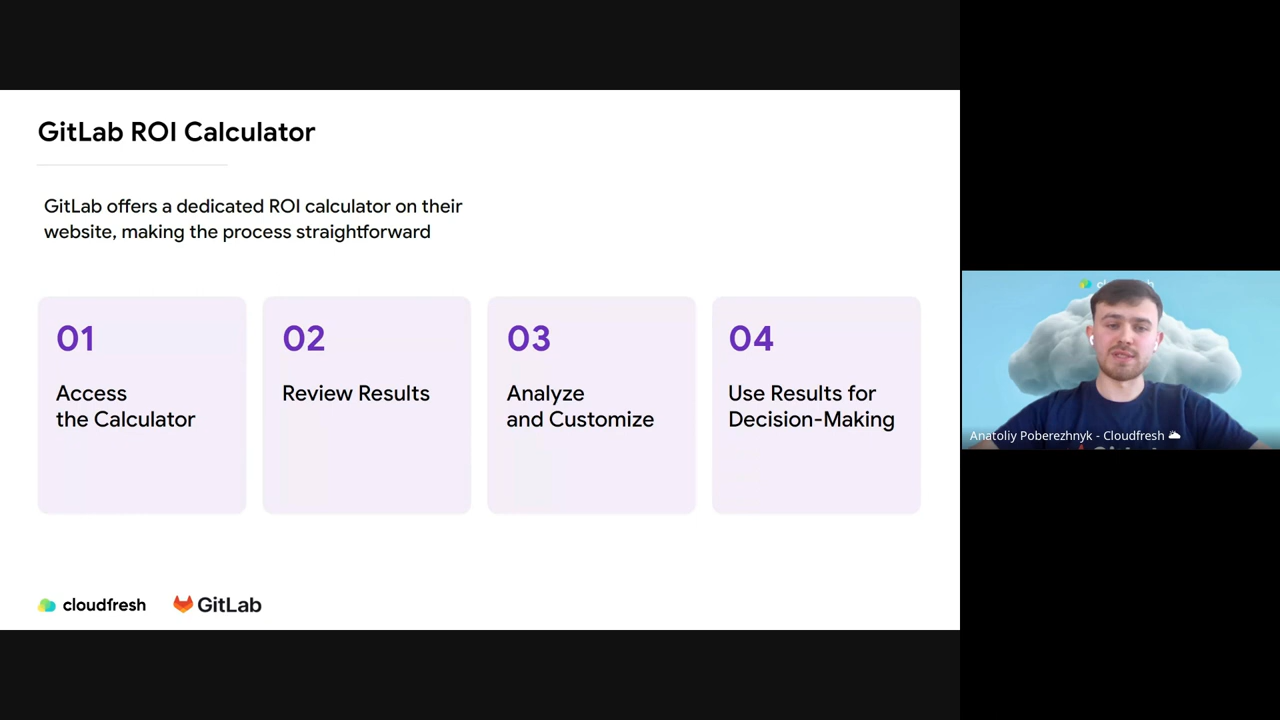 GitLab ROI Calculator
GitLab offers a dedicated ROI calculator on their
website, making the process straightforward
01
Access
the Calculator
02
Review Results
03
Analyze
and Customize
04
Use Results for
Decision-Making
cloudfresh
GitLab
Anatoliy Poberezhnyk - Cloudfresh